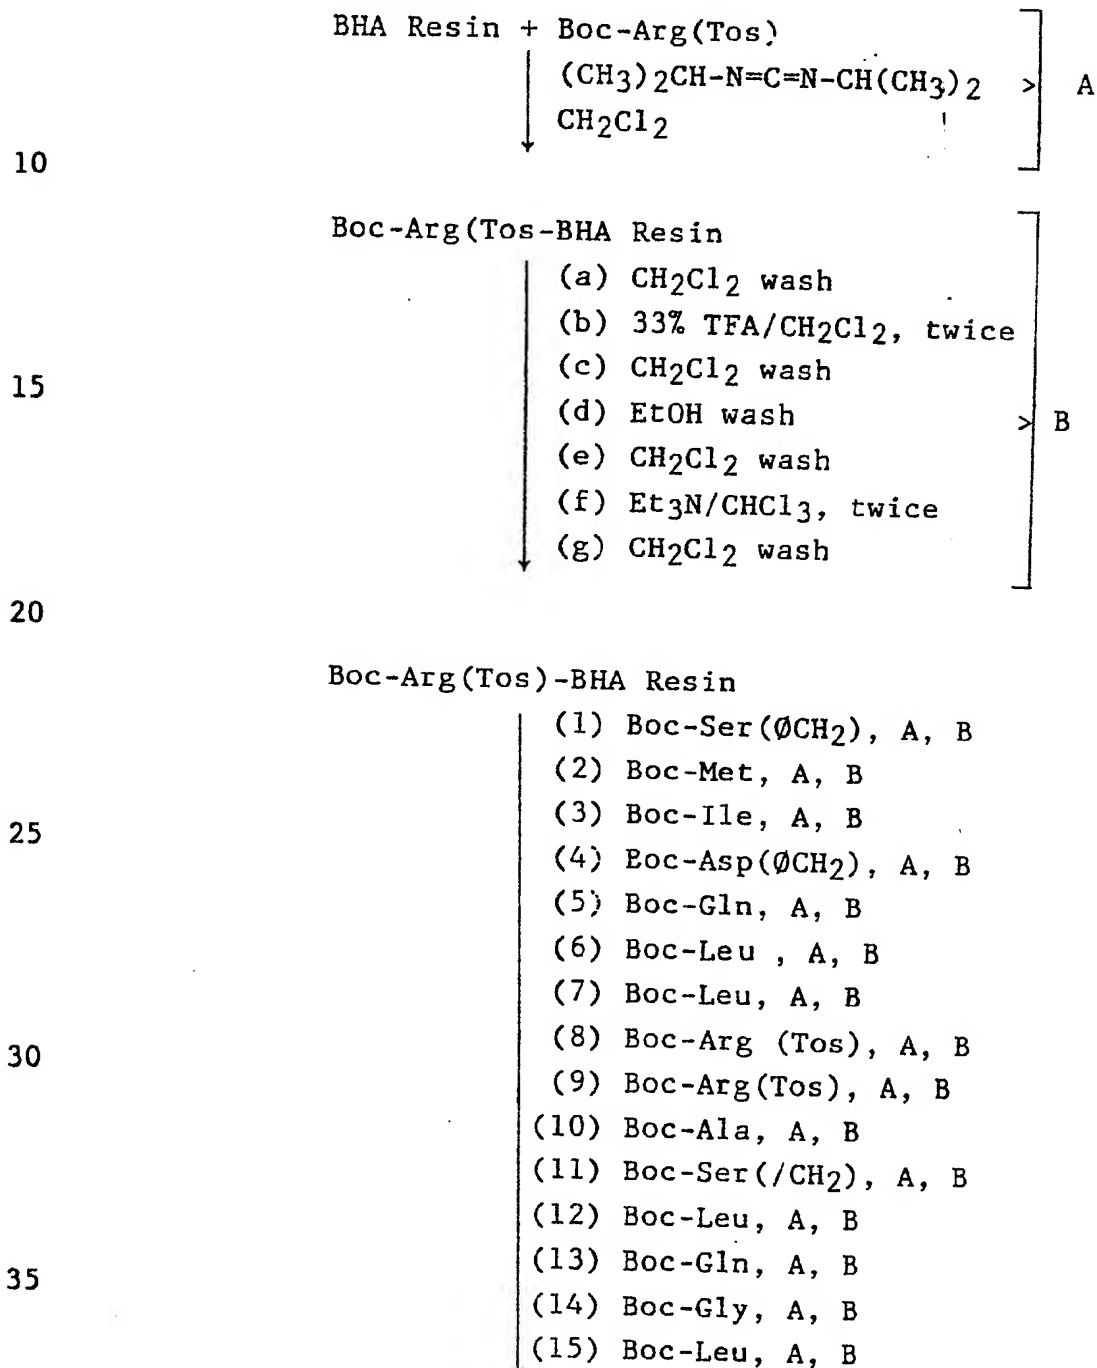 BHA Resin + Boc-Arg(Tos)
(CH3)2CH-N=C=N-CH(CH3)2 > A
CH2Cl2
10
Boc-Arg(Tos-BHA Resin
(a) CH2Cl2 wash
(b) 33% TFA/CH2Cl2, twice
(c) CH2Cl2 wash
15
(d) EtOH wash > B
(e) CH2Cl2 wash
(f) Et3N/CHCl3, twice
(g) CH2Cl2 wash
20
Boc-Arg(Tos)-BHA Resin
(1) Boc-Ser(ØCH2), A, B
(2) Boc-Met, A, B
25 (3) Boc-Ile, A, B
(4) Eoc-Asp(ØCH2), A, B
(5) Boc-Gln, A, B
(6) Boc-Leu , A, B
(7) Boc-Leu, A, B
30 (8) Boc-Arg (Tos), A, B
(9) Boc-Arg(Tos), A, B
(10) Boc-Ala, A, B
(11) Boc-Ser(/CH2), A, B
(12) Boc-Leu, A, B
35 (13) Boc-Gln, A, B
(14) Boc-Gly, A, B
(15) Boc-Leu, A, B